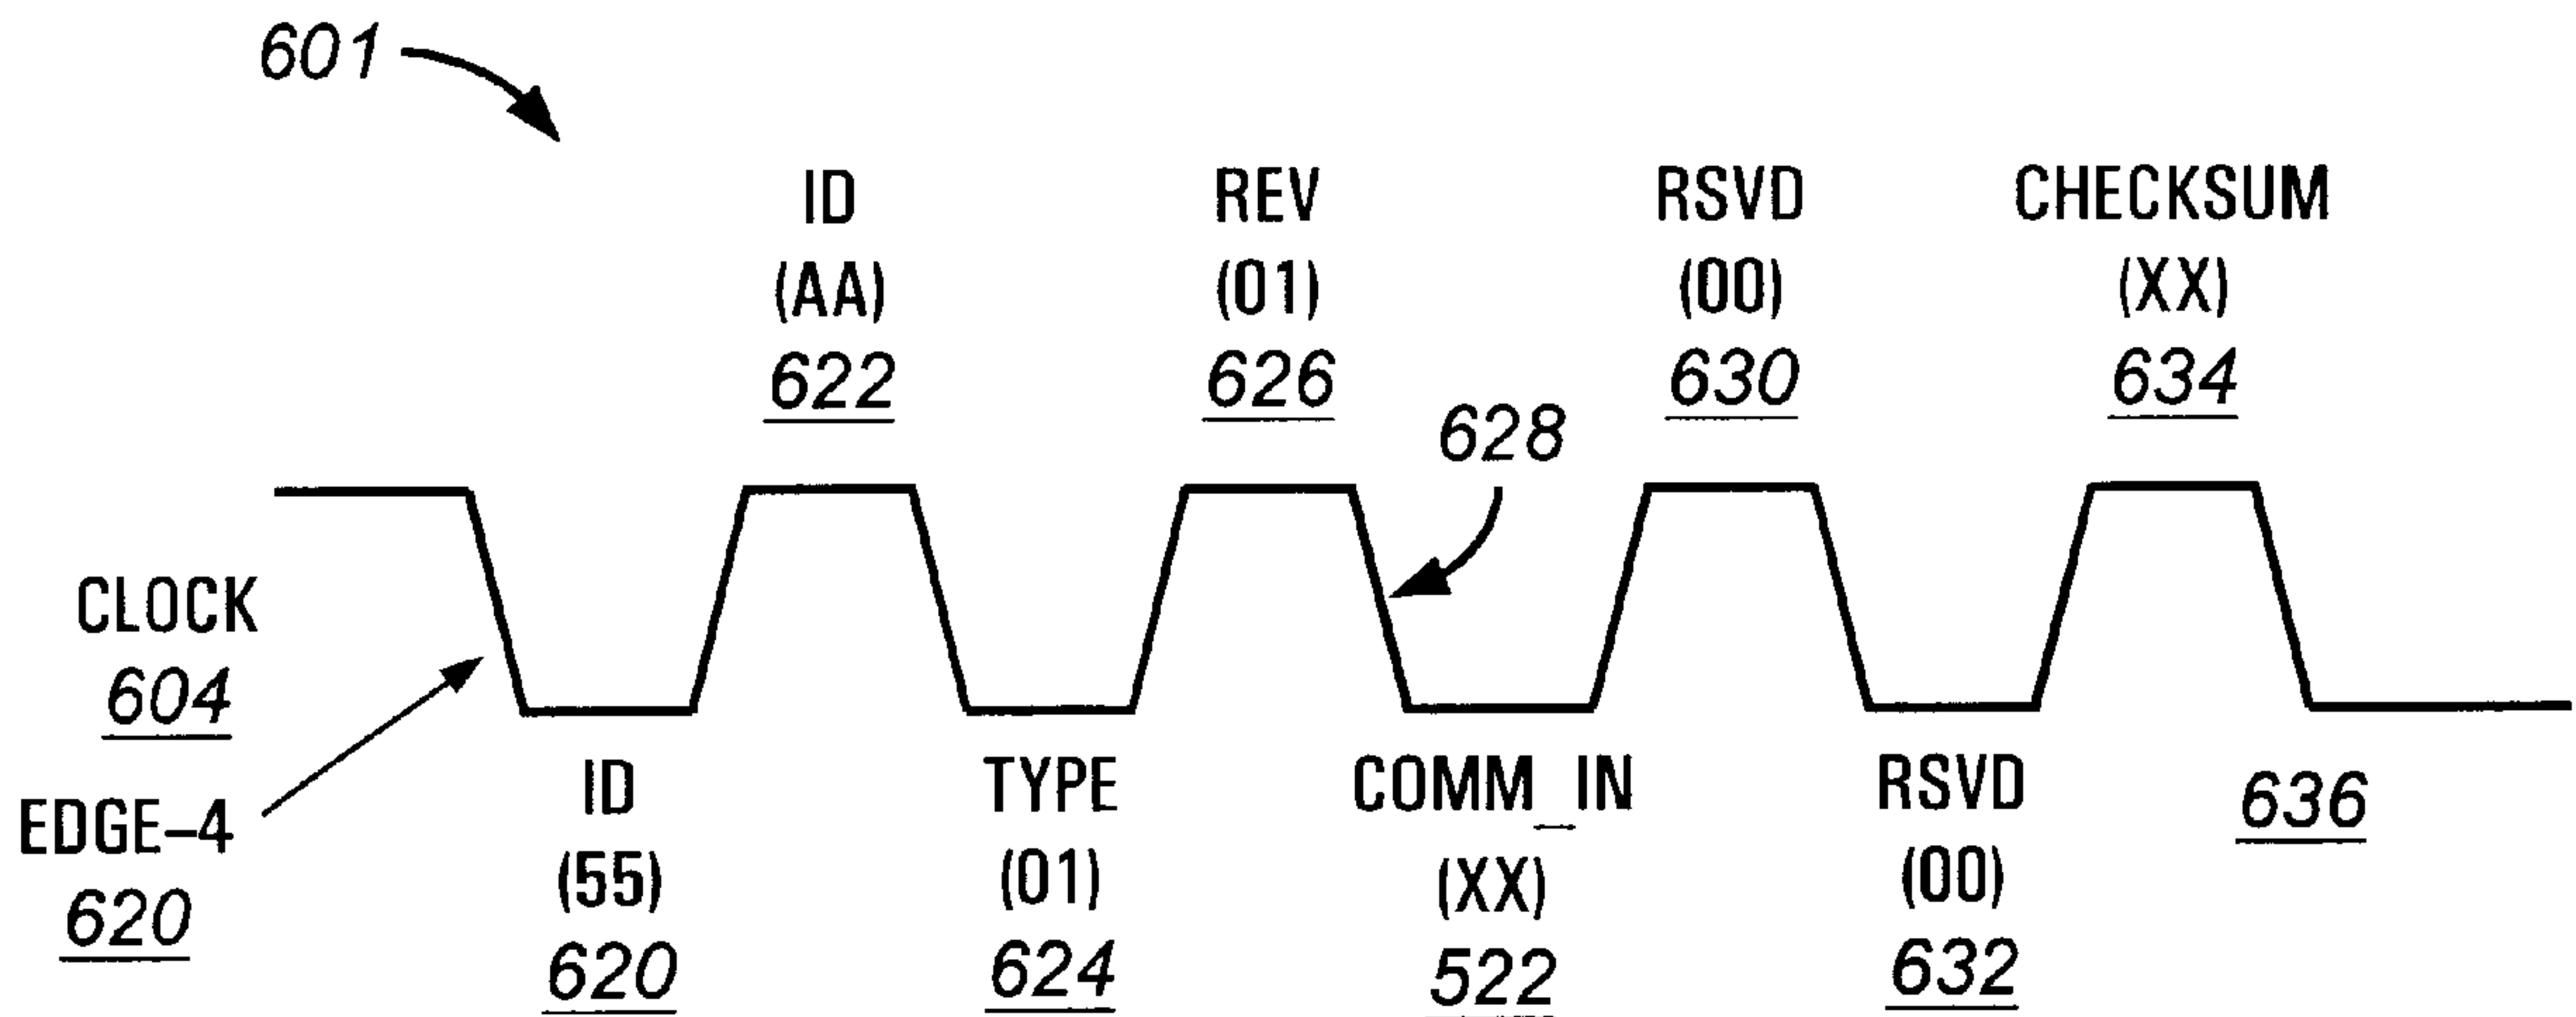 601
ID
(AA)
622
REV
(01)
626
RSVD
(00)
630
CHECKSUM
(XX)
634
628
CLOCK
604
EDGE–4
620
ID
(55)
620
TYPE
(01)
624
COMM_IN
(XX)
522
RSVD
(00)
632
636